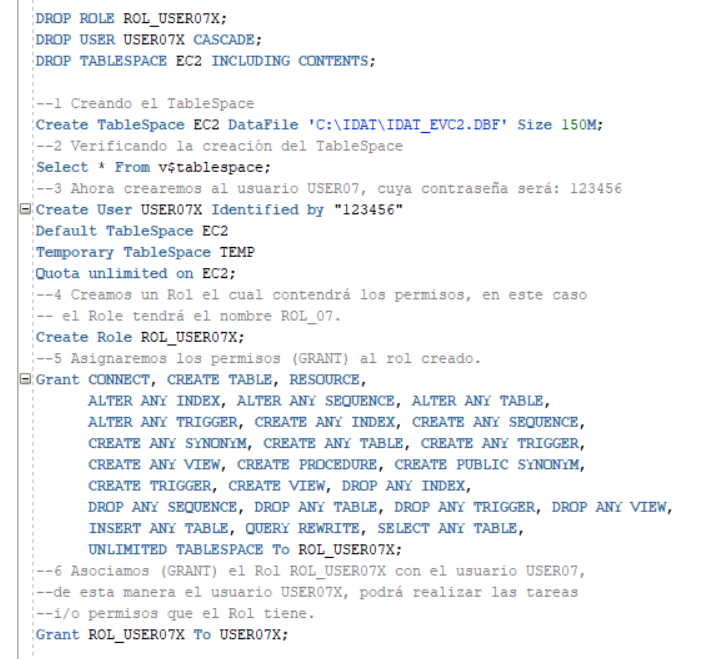 DROP ROLE ROL_USER07X;
DROP USER USER07X CASCADE;
DROP TABLESPACE EC2 INCLUDING CONTENTS;
--1 Creando el TableSpace
Create TableSpace EC2 DataFile 'C:\IDAT\IDAT_EVC2.DBF' Size 150M;
--2 Verificando la creación del TableSpace
Select * From v$tablespace;
--3 Ahora crearemos al usuario USER07, cuya contraseña será: 123456
Create User USER07X Identified by "123456"
Default TableSpace EC2
Temporary TableSpace TEMP
Quota unlimited on EC2;
--4 Creamos un Rol el cual contendrá los permisos, en este caso
-- el Role tendrá el nombre ROL_07.
Create Role ROL_USER07X;
--5 Asignaremos los permisos (GRANT) al rol creado.
Grant CONNECT, CREATE TABLE, RESOURCE,
ALTER ANY INDEX, ALTER ANY SEQUENCE, ALTER ANY TABLE,
ALTER ANY TRIGGER, CREATE ANY INDEX, CREATE ANY SEQUENCE,
CREATE ANY SYNONYM, CREATE ANY TABLE, CREATE ANY TRIGGER,
CREATE ANY VIEW, CREATE PROCEDURE, CREATE PUBLIC SYNONYM,
CREATE TRIGGER, CREATE VIEW, DROP ANY INDEX,
DROP ANY SEQUENCE, DROP ANY TABLE, DROP ANY TRIGGER, DROP ANY VIEW,
INSERT ANY TABLE, QUERY REWRITE, SELECT ANY TABLE,
UNLIMITED TABLESPACE To ROL_USER07X;
--6 Asociamos (GRANT) el Rol ROL_USER07X con el usuario USER07,
--de esta manera el usuario USER07X, podrá realizar las tareas
--i/o permisos que el Rol tiene.
Grant ROL_USER07X To USER07X;